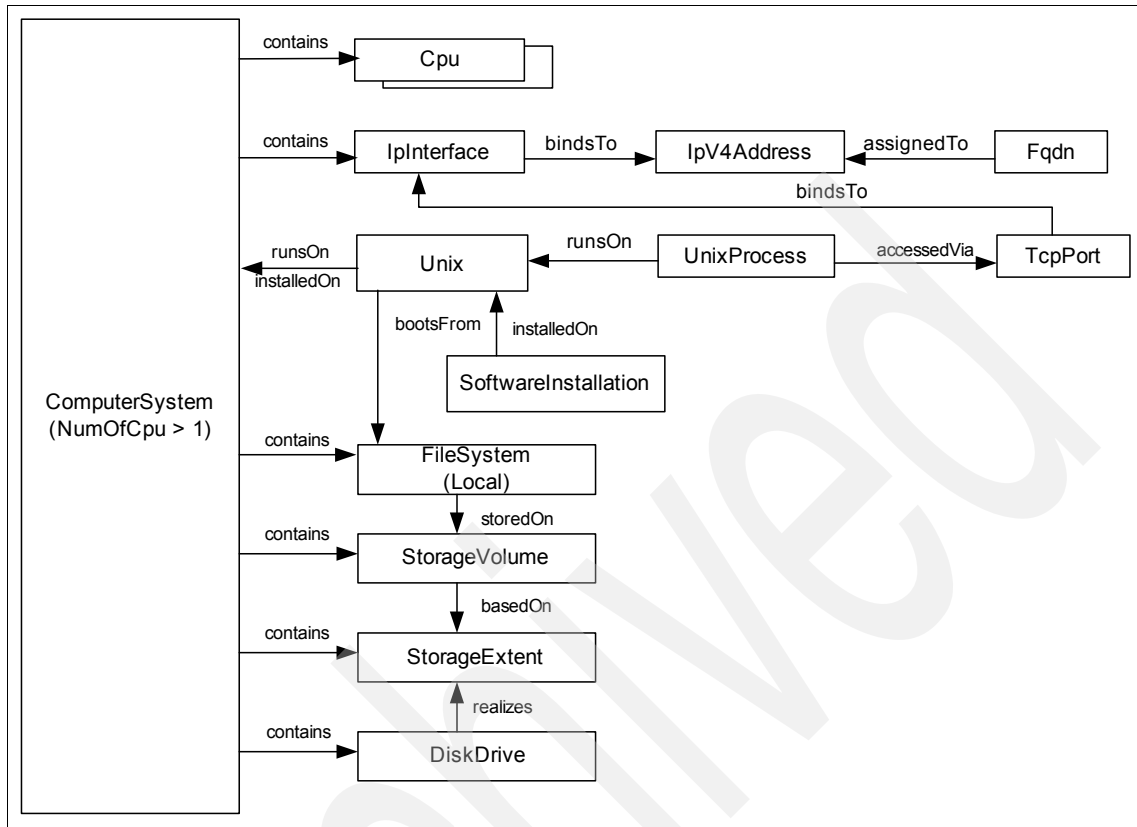 contains
Cpu
contains
IpInterface
bindsTo
IpV4Address
assignedTo
Fqdn
bindsTo
runsOn
installedOn
Unix
runsOn
UnixProcess
accessedVia
TcpPort
bootsFrom
installedOn
SoftwareInstallation
ComputerSystem
(NumOfCpu > 1)
contains
FileSystem
(Local)
storedOn
contains
StorageVolume
basedOn
contains
StorageExtent
realizes
contains
DiskDrive